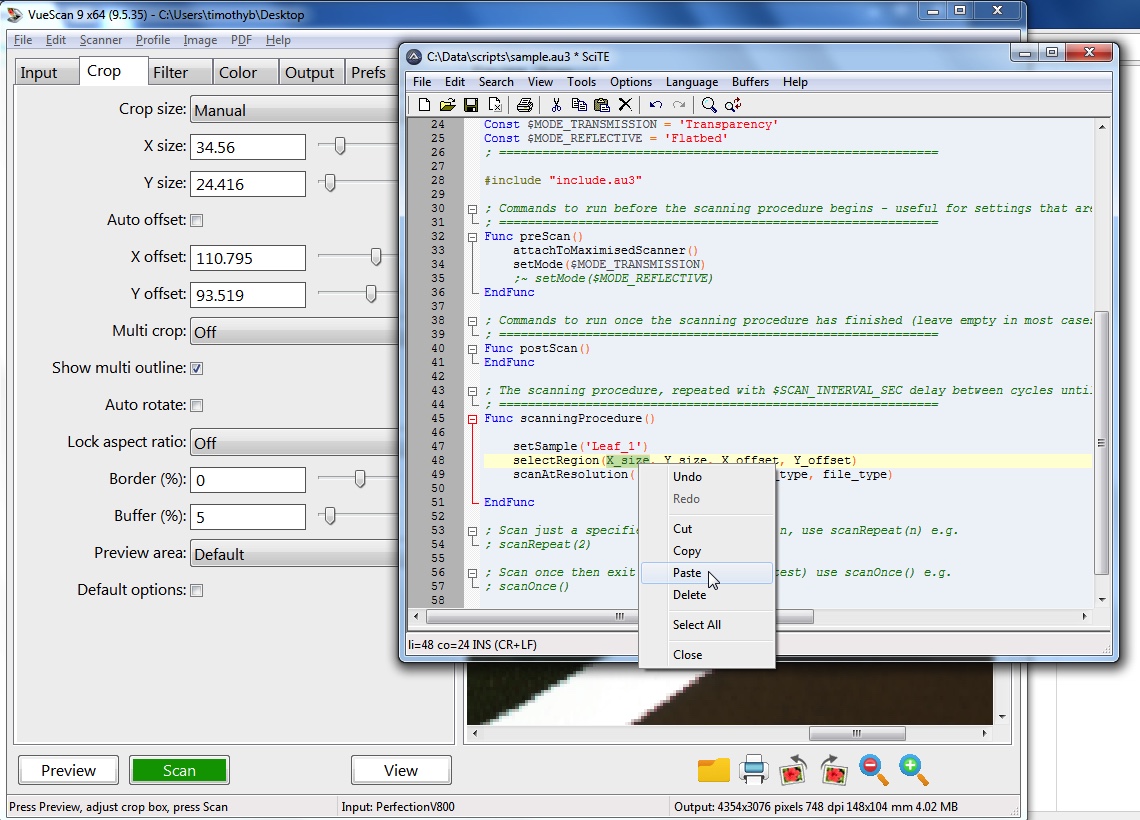 VueScan 9 x64 (9.5.35) - C:\Users\timothyb\Desktop
File Edit Scanner Profile Image PDF Help
Input Crop Filter Color Output Prefs
Crop size: Manual
X size: 34.56
Y size: 24.416
Auto offset:
X offset: 110.795
Y offset: 93.519
Multi crop: Off
Show multi outline:
Auto rotate:
Lock aspect ratio: Off
Border (%): 0
Buffer (%): 5
Preview area: Default
Default options:
C:\Data\scripts\sample.au3 * SciTE
File Edit Search View Tools Options Language Buffers Help
24 Const $MODE_TRANSMISSION = 'Transparency'
25 Const $MODE_REFLECTIVE = 'Flatbed'
26 ; =============================================================
27
28 #include "include.au3"
29
30 ; Commands to run before the scanning procedure begins - useful for settings that are
31 ; =============================================================
32 Func preScan()
33 attachToMaximisedScanner()
34 setMode($MODE_TRANSMISSION)
35 ;~ setMode($MODE_REFLECTIVE)
36 EndFunc
37
38 ; Commands to run once the scanning procedure has finished (leave empty in most case
39 ; =============================================================
40 Func postScan()
41 EndFunc
42
43 ; The scanning procedure, repeated with $SCAN_INTERVAL_SEC delay between cycles unti
44 ; =============================================================
45 Func scanningProcedure()
46
47 setSample('Leaf_1')
48 selectRegion(X_size, Y_size, X_offset, Y_offset)
49 scanAtResolution( _type, file_type)
50
51 EndFunc
52
53 ; Scan just a specifi n, use scanRepeat(n) e.g.
54 ; scanRepeat(2)
55
56 ; Scan once then exit test) use scanOnce() e.g.
57 ; scanOnce()
58
Undo
Redo
Cut
Copy
Paste
Delete
Select All
Close
li=48 co=24 INS (CR+LF)
Preview Scan View
Press Preview, adjust crop box, press Scan Input: PerfectionV800 Output: 4354x3076 pixels 748 dpi 148x104 mm 4.02 MB